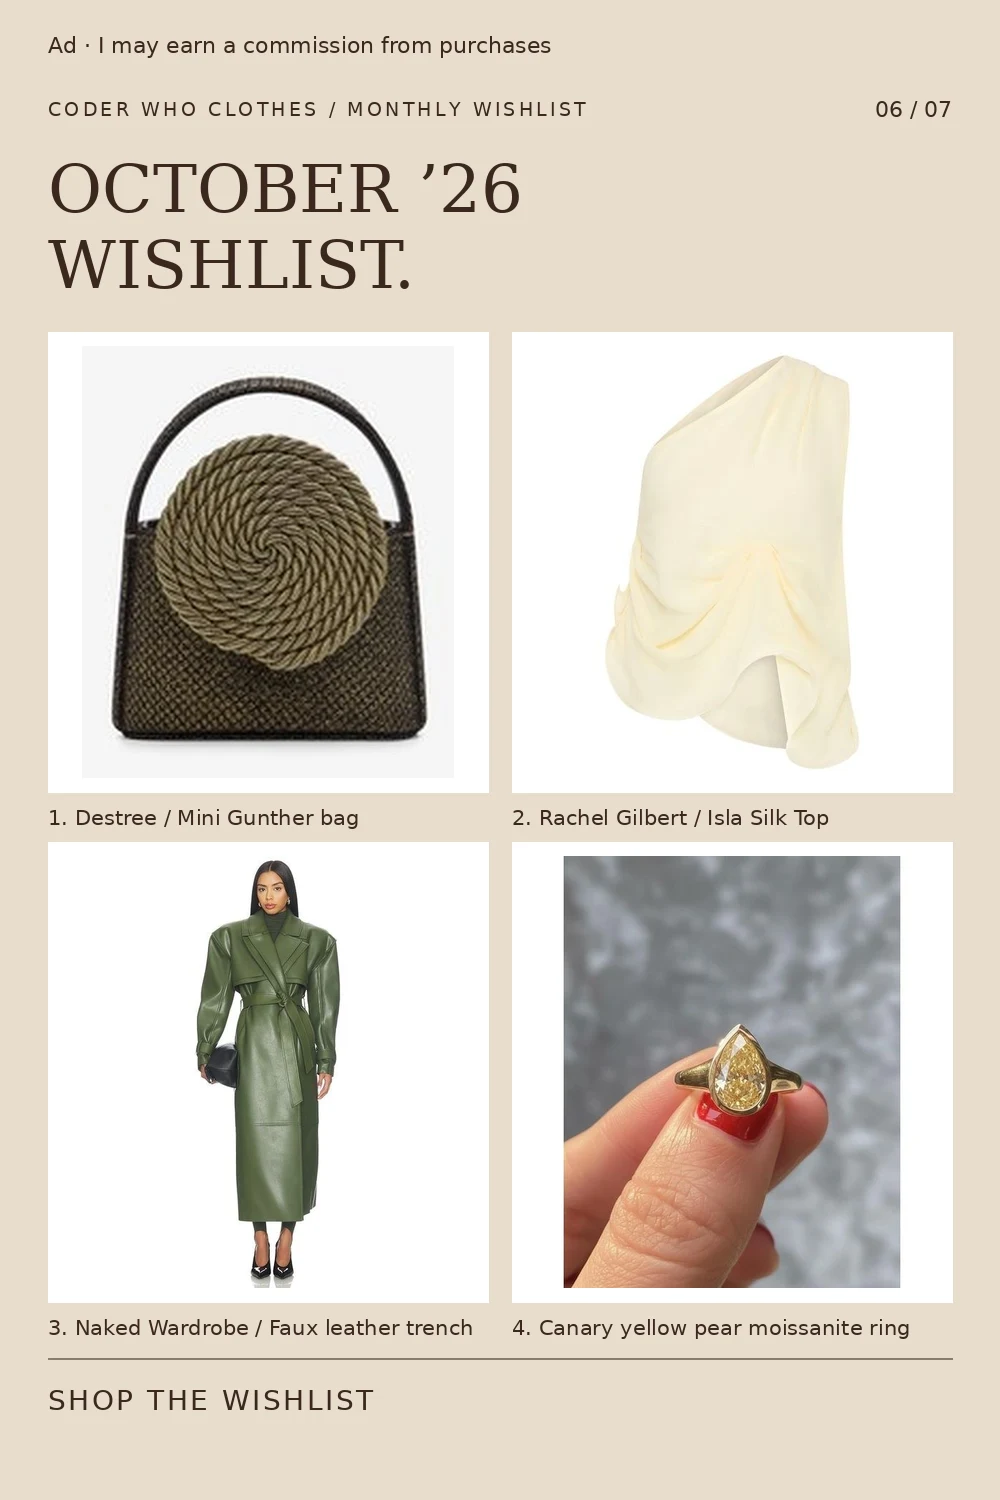 Ad · I may earn a commission from purchases
CODER WHO CLOTHES / MONTHLY WISHLIST
06 / 07
OCTOBER ’26
WISHLIST.
1. Destree / Mini Gunther bag
2. Rachel Gilbert / Isla Silk Top
3. Naked Wardrobe / Faux leather trench
4. Canary yellow pear moissanite ring
SHOP THE WISHLIST